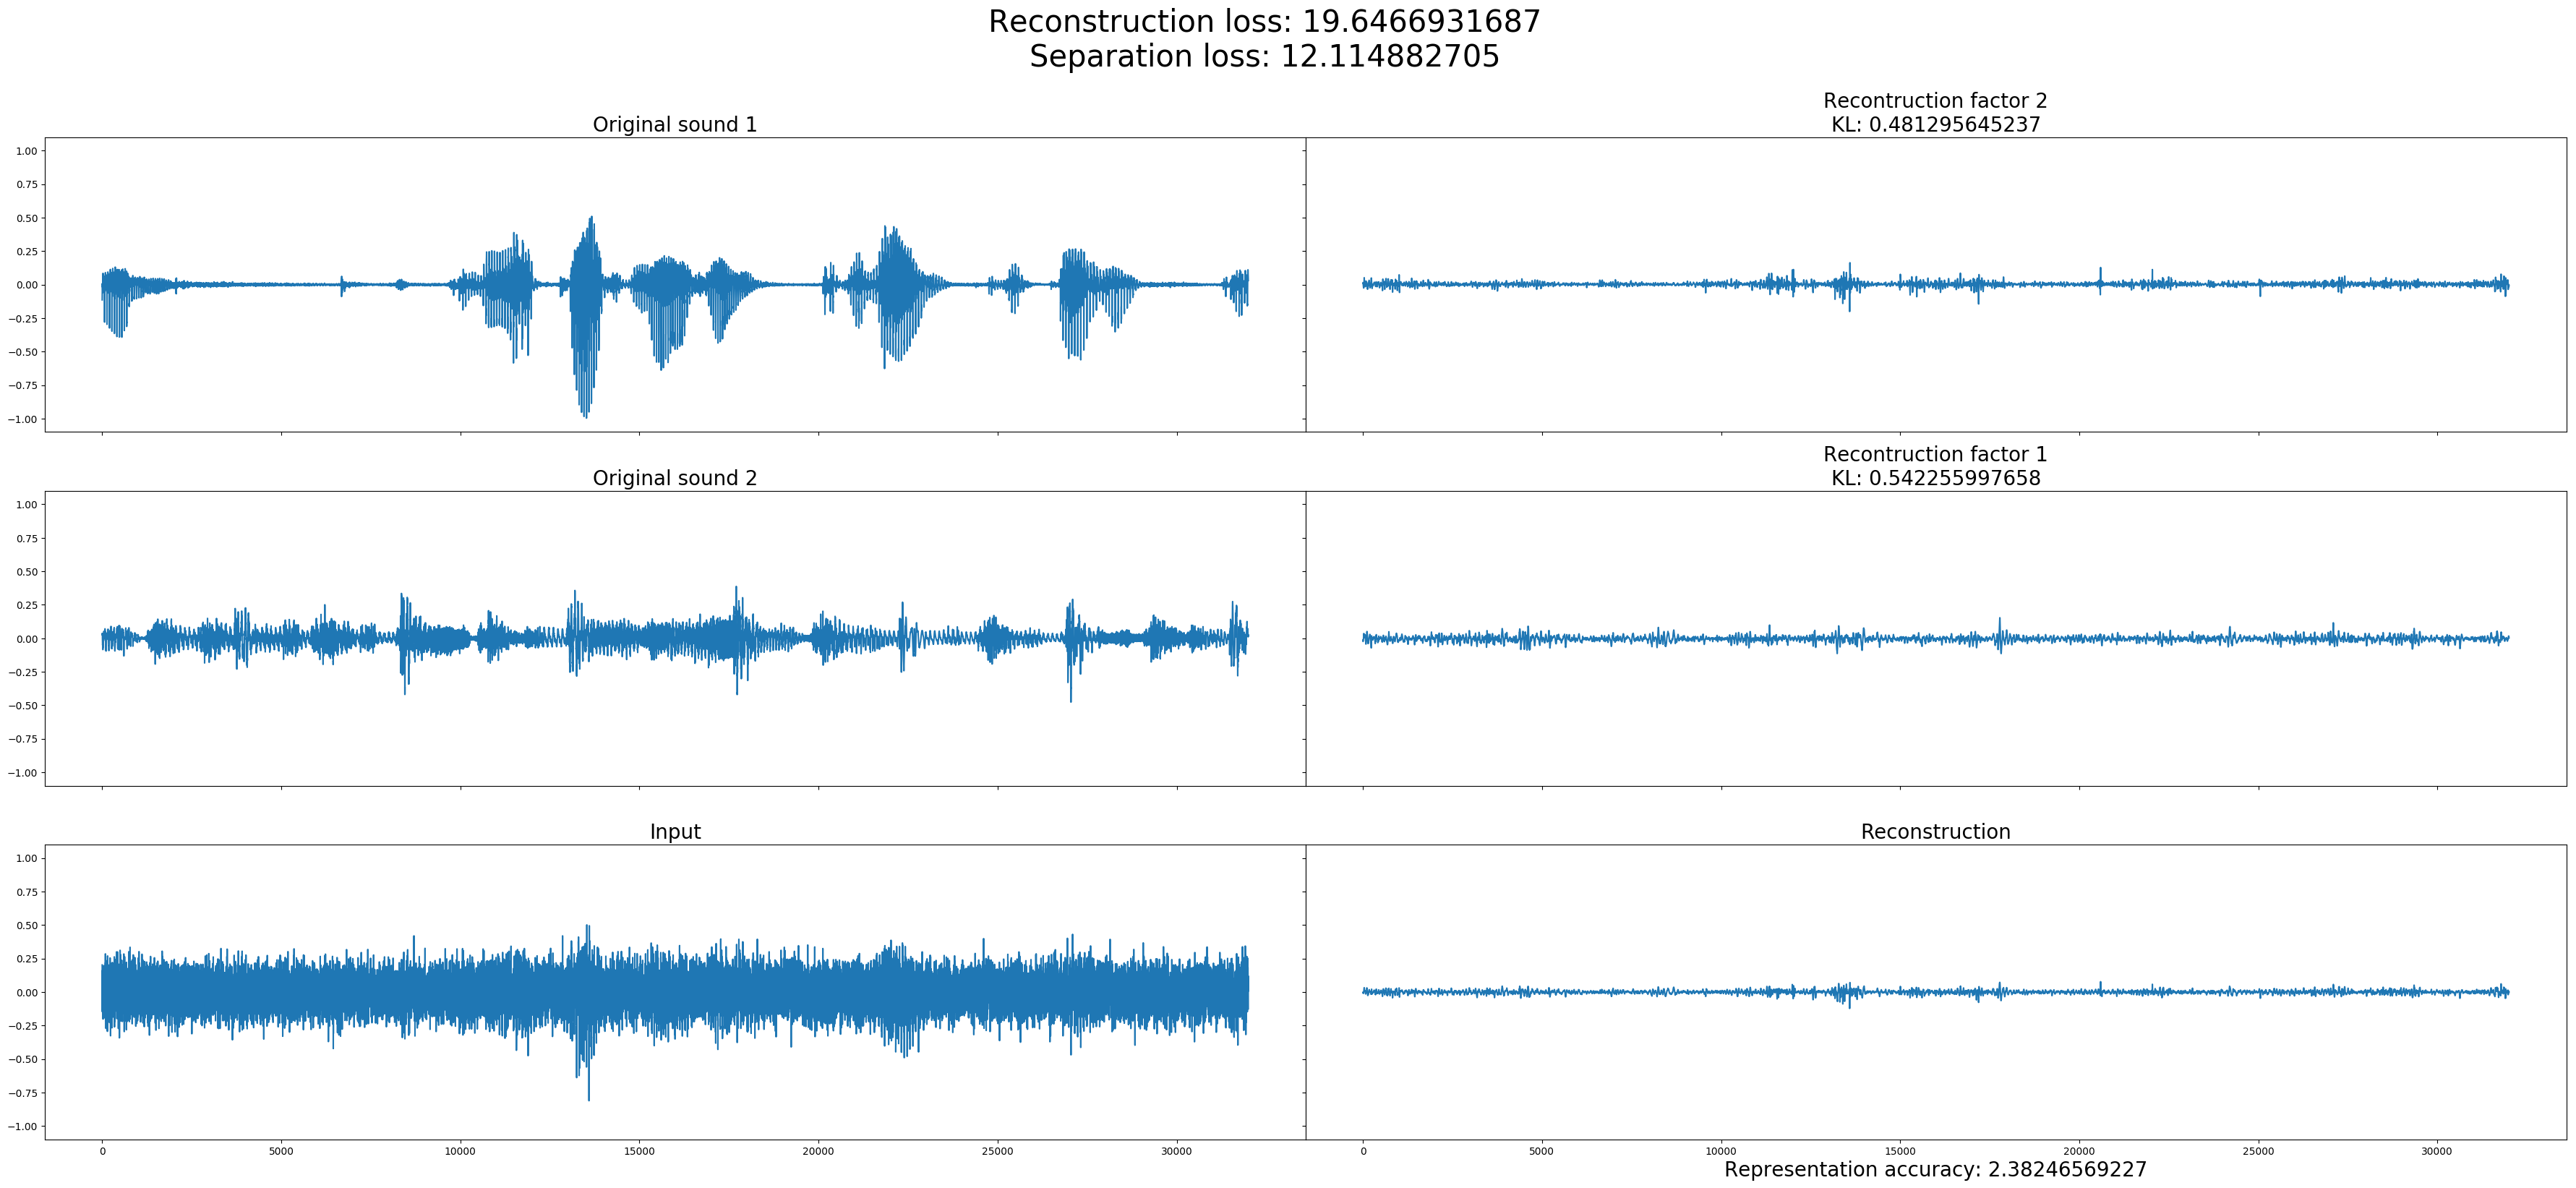 Reconstruction loss: 19.6466931687
Separation loss: 12.114882705
Original sound 1
Recontruction factor 2
KL: 0.481295645237
1.00
0.75
0.50
0.25
0.00
−0.25
−0.50
−0.75
−1.00
Original sound 2
Recontruction factor 1
KL: 0.542255997658
1.00
0.75
0.50
0.25
0.00
−0.25
−0.50
−0.75
−1.00
Input
Reconstruction
1.00
0.75
0.50
0.25
0.00
−0.25
−0.50
−0.75
−1.00
0 5000 10000 15000 20000 25000 30000
0 5000 10000 15000 20000 25000 30000
Representation accuracy: 2.38246569227